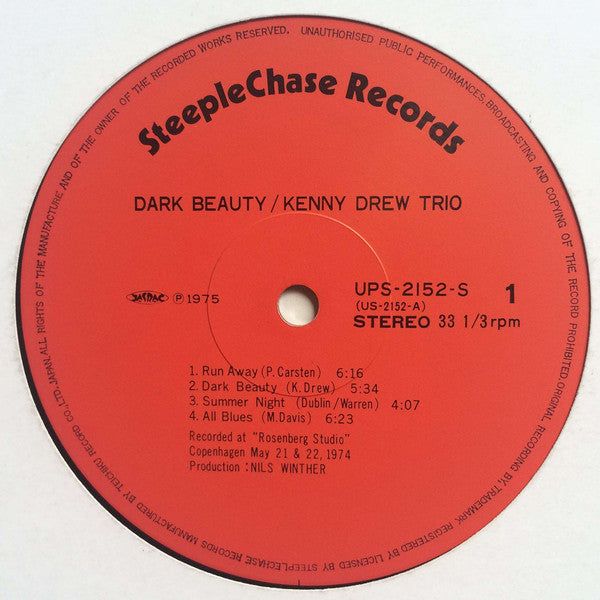 SteepleChase Records
DARK BEAUTY/KENNY DREW TRIO
JASRAC ℗ 1975
UPS-2152-S 1
(US-2152-A)
STEREO 33 1/3 rpm
1. Run Away (P. Carsten) 6:16
2. Dark Beauty (K. Drew) 5:34
3. Summer Night (Dublin/Warren) 4:07
4. All Blues (M. Davis) 6:23
Recorded at "Rosenberg Studio"
Copenhagen May 21 & 22, 1974
Production : NILS WINTHER
MANUFACTURED BY TEICHIKU RECORD CO., LTD., JAPAN. ALL RIGHTS OF THE MANUFACTURE AND OF THE OWNER OF THE RECORDED WORKS RESERVED. UNAUTHORISED PUBLIC PERFORMANCES, BROADCASTING AND COPYING OF THE RECORD PROHIBITED. ORIGINAL RECORDING BY TRADEMARK REGISTERED. LICENSED BY STEEPLECHASE RECORDS